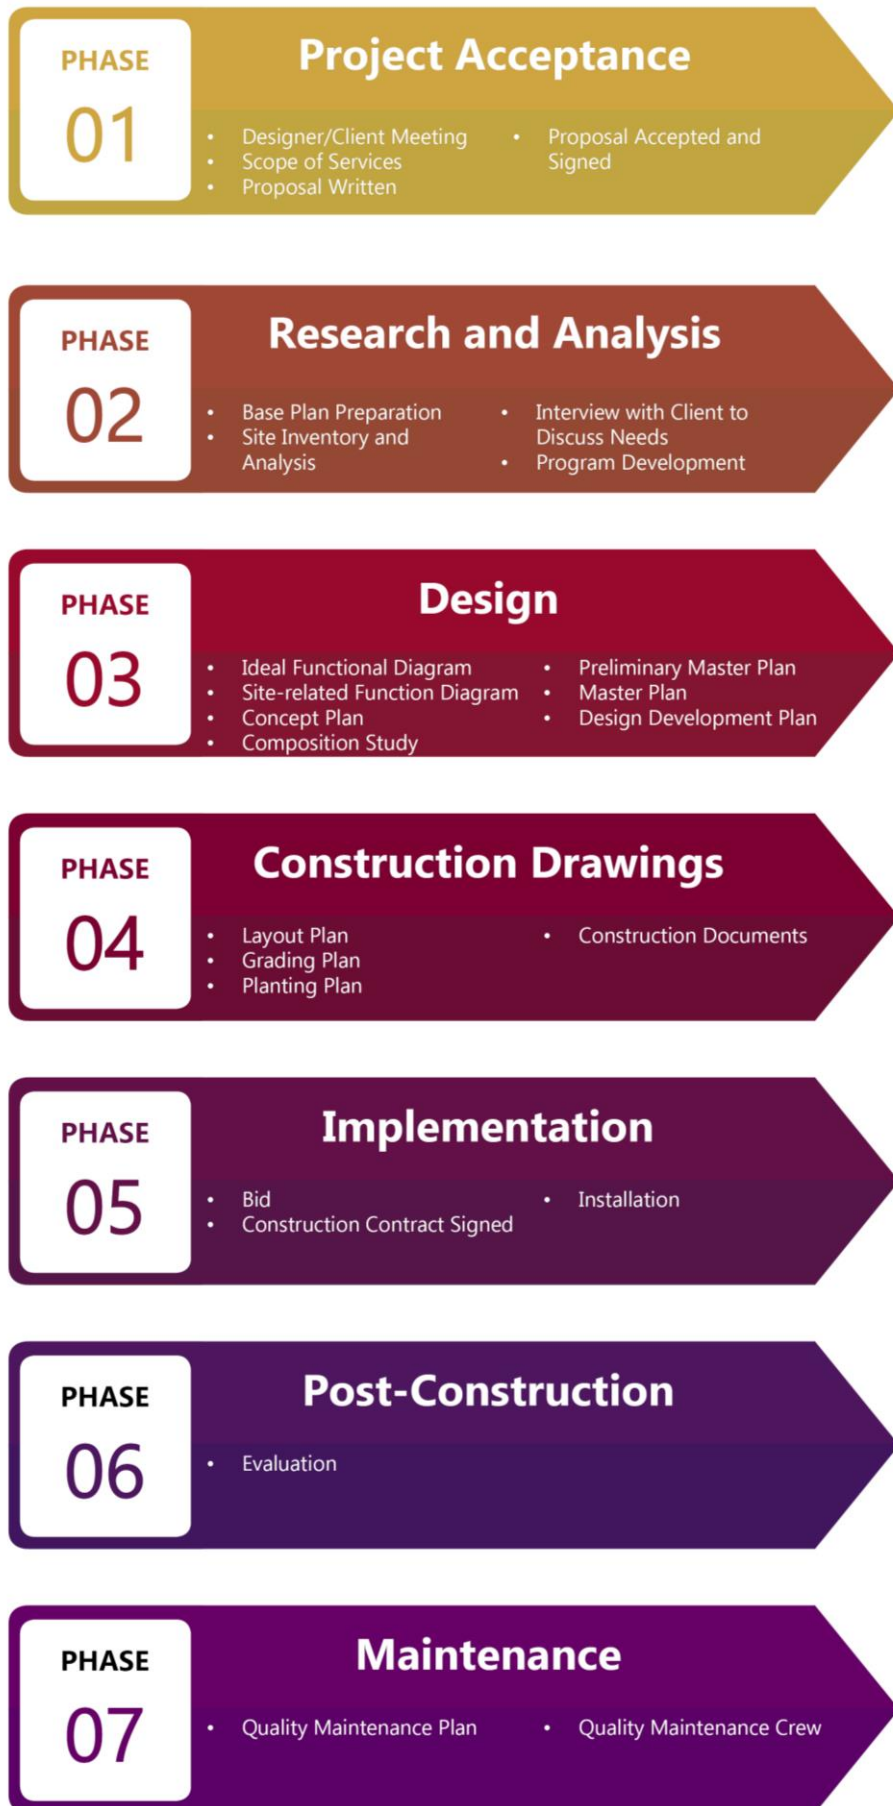 PHASE
01
Project Acceptance
• Designer/Client Meeting
• Scope of Services
• Proposal Written
• Proposal Accepted and
Signed
PHASE
02
Research and Analysis
• Base Plan Preparation
• Site Inventory and
Analysis
• Interview with Client to
Discuss Needs
• Program Development
PHASE
03
Design
• Ideal Functional Diagram
• Site-related Function Diagram
• Concept Plan
• Composition Study
• Preliminary Master Plan
• Master Plan
• Design Development Plan
PHASE
04
Construction Drawings
• Layout Plan
• Grading Plan
• Planting Plan
• Construction Documents
PHASE
05
Implementation
• Bid
• Construction Contract Signed
• Installation
PHASE
06
Post-Construction
• Evaluation
PHASE
07
Maintenance
• Quality Maintenance Plan
• Quality Maintenance Crew